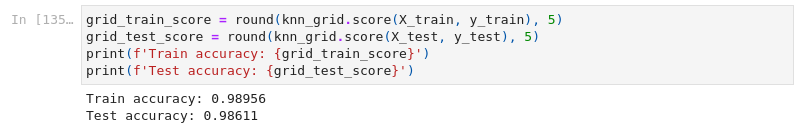 In [135…
grid_train_score = round(knn_grid.score(X_train, y_train), 5)
grid_test_score = round(knn_grid.score(X_test, y_test), 5)
print(f'Train accuracy: {grid_train_score}')
print(f'Test accuracy: {grid_test_score}')
Train accuracy: 0.98956
Test accuracy: 0.98611